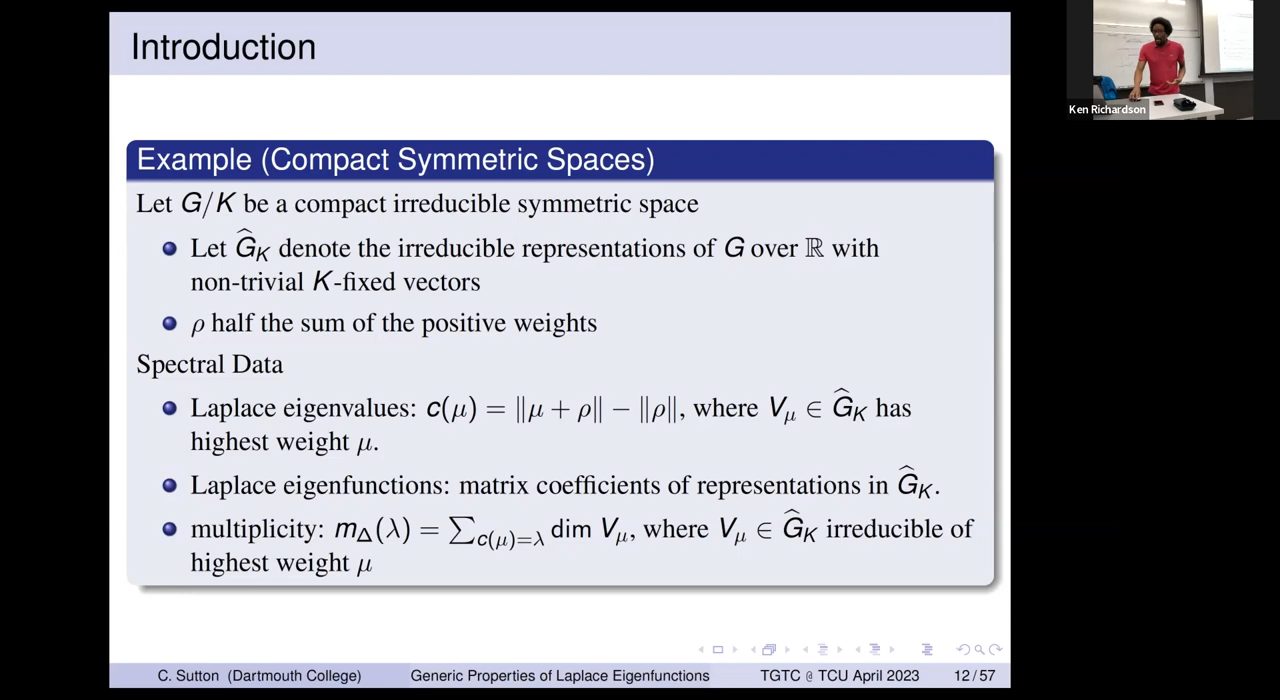 Introduction
Ken Richardson
Example (Compact Symmetric Spaces)
Let G/K be a compact irreducible symmetric space
Let Ĝ_K denote the irreducible representations of G over ℝ with
non-trivial K-fixed vectors
ρ half the sum of the positive weights
Spectral Data
Laplace eigenvalues: c(μ) = ‖μ + ρ‖ − ‖ρ‖, where V_μ ∈ Ĝ_K has
highest weight μ.
Laplace eigenfunctions: matrix coefficients of representations in Ĝ_K.
multiplicity: m_Δ(λ) = ∑_{c(μ)=λ} dim V_μ, where V_μ ∈ Ĝ_K irreducible of
highest weight μ
C. Sutton (Dartmouth College) Generic Properties of Laplace Eigenfunctions TGTC @ TCU April 2023 12/57